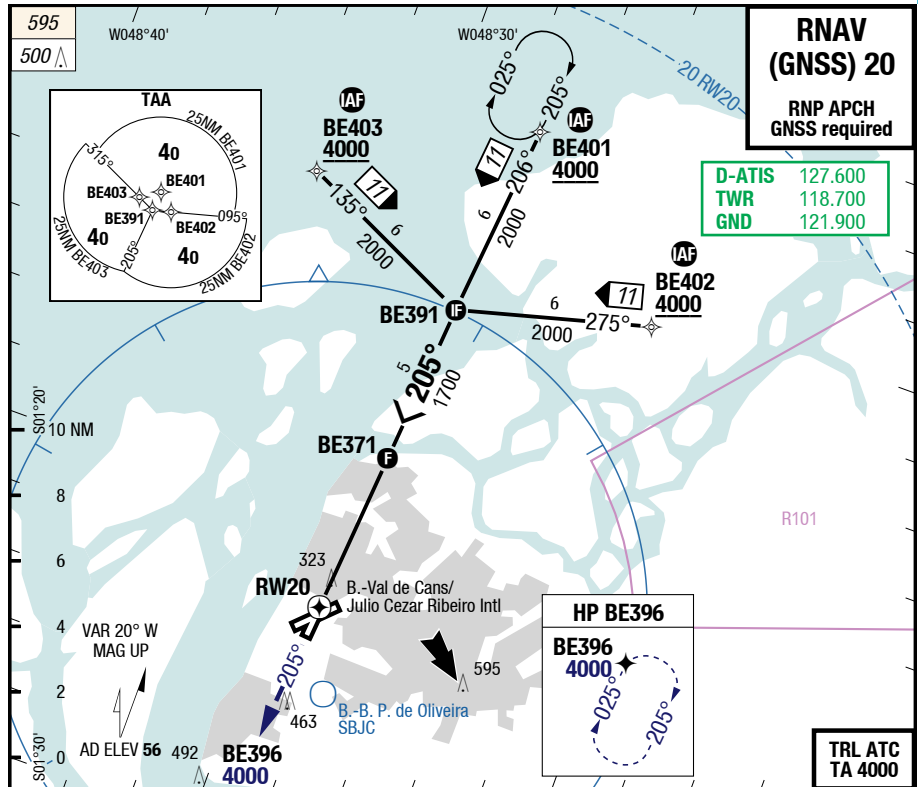 595
500
W048°40'
W048°30'
RNAV
(GNSS) 20
RNP APCH
GNSS required
20 RW20
D-ATIS 127.600
TWR 118.700
GND 121.900
TAA
25NM BE401
315°
40
BE403
BE401
BE391
BE402
095°
40
205°
40
25NM BE403
25NM BE402
IAF
BE403
4000
11
135°
6
2000
025°
205°
IAF
BE401
4000
11
206°
6
2000
IAF
BE402
4000
11
6
2000
275°
BE391
IF
5
205°
1700
S01°20'
10 NM
8
6
4
2
0
S01°30'
BE371
F
R101
323
RW20
B.-Val de Cans/
Julio Cezar Ribeiro Intl
205°
595
463
B.-B. P. de Oliveira
SBJC
BE396
4000
492
VAR 20° W
MAG UP
AD ELEV 56
HP BE396
BE396
4000
025°
205°
TRL ATC
TA 4000